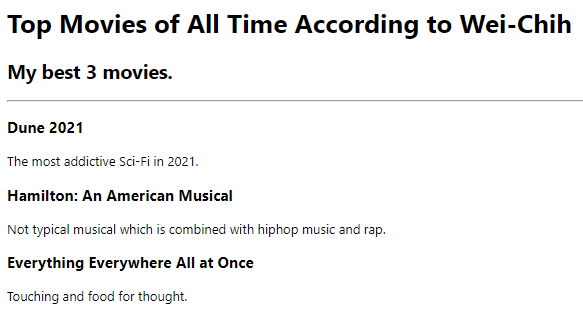 Top Movies of All Time According to Wei-Chih
My best 3 movies.
Dune 2021
The most addictive Sci-Fi in 2021.
Hamilton: An American Musical
Not typical musical which is combined with hiphop music and rap.
Everything Everywhere All at Once
Touching and food for thought.